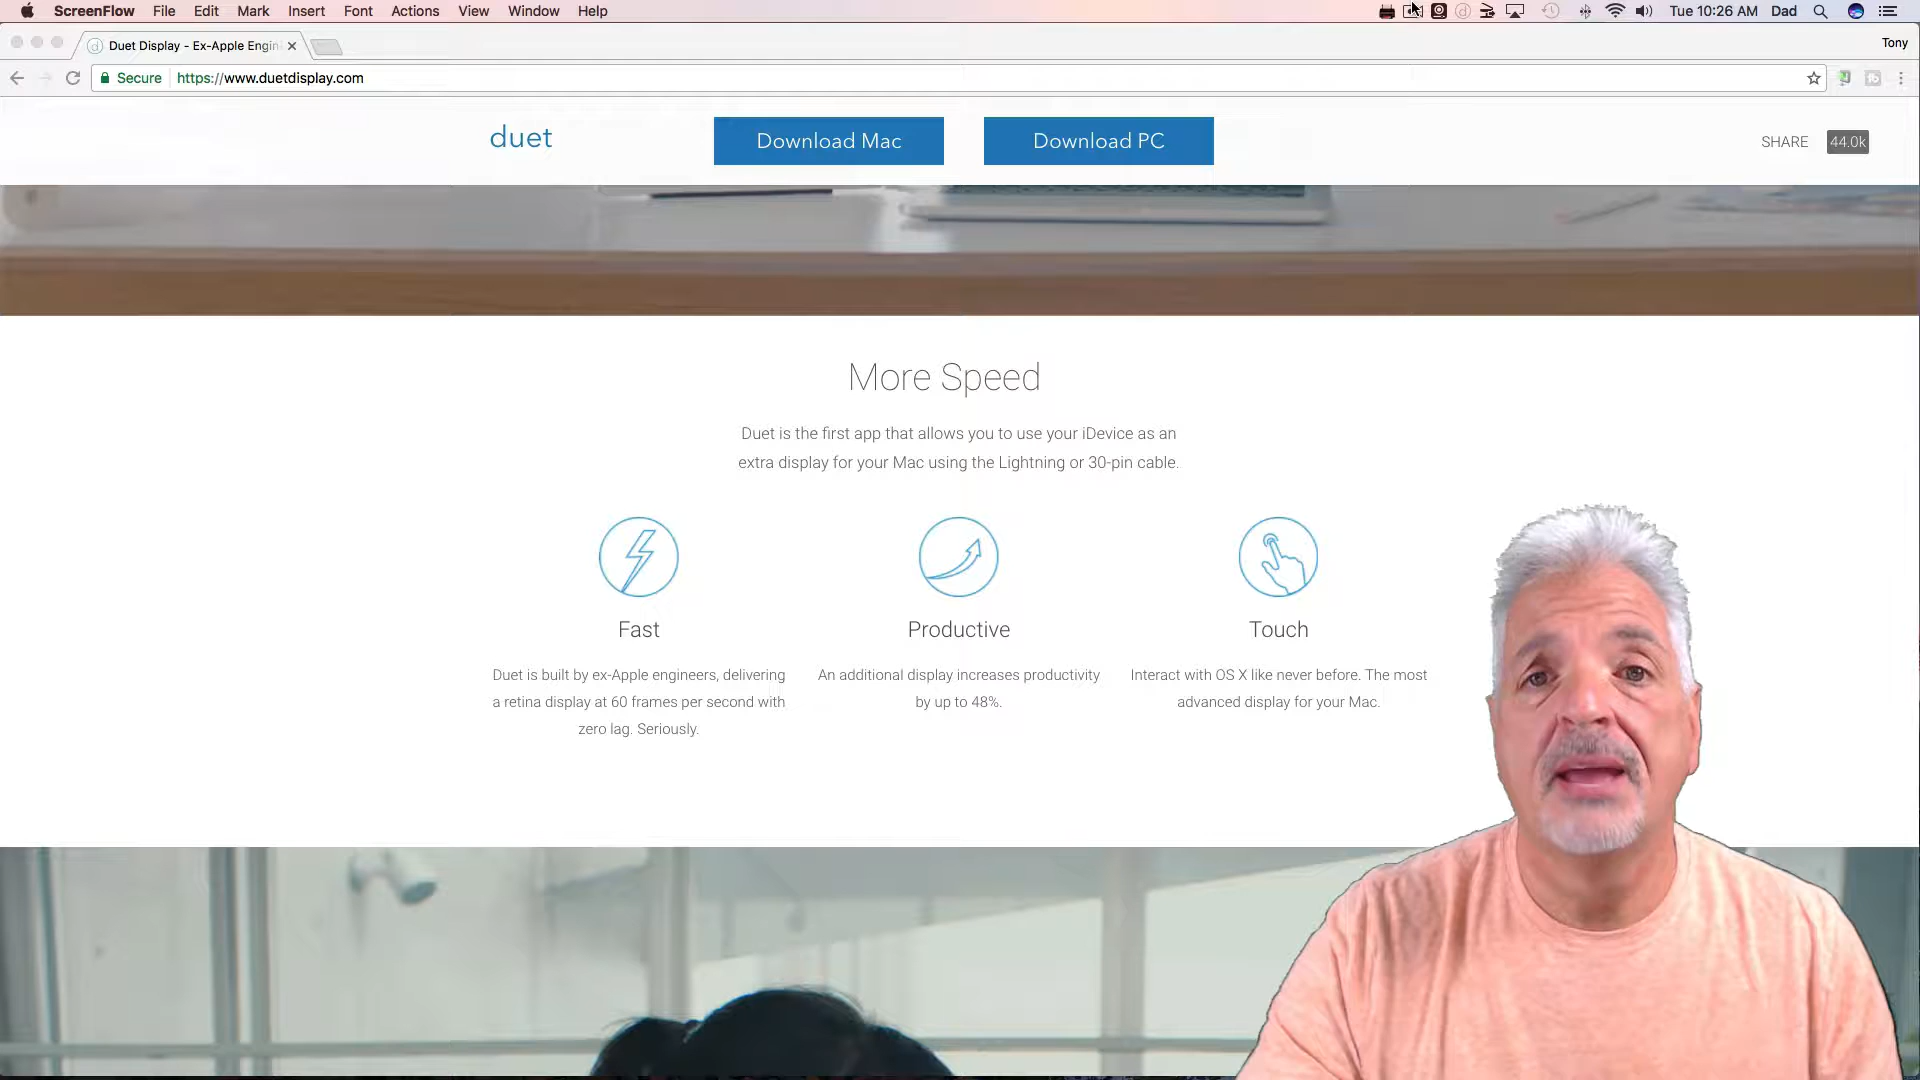 ScreenFlow File Edit Mark Insert Font Actions View Window Help Tue 10:26 AM Dad
Duet Display - Ex-Apple Engin
Tony
Secure https://www.duetdisplay.com
duet
Download Mac
Download PC
SHARE 44.0k
More Speed
Duet is the first app that allows you to use your iDevice as an
extra display for your Mac using the Lightning or 30-pin cable.
Fast
Duet is built by ex-Apple engineers, delivering
a retina display at 60 frames per second with
zero lag. Seriously.
Productive
An additional display increases productivity
by up to 48%.
Touch
Interact with OS X like never before. The most
advanced display for your Mac.